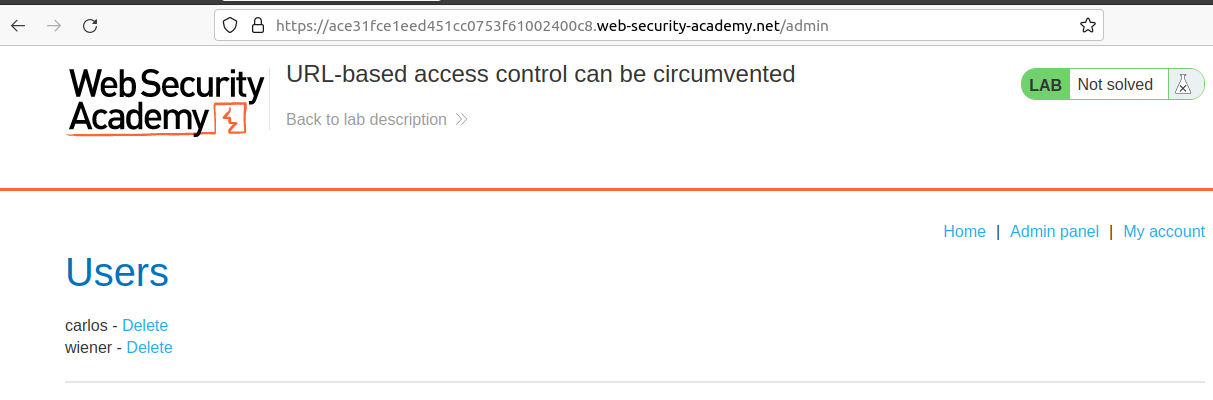 https://ace31fce1eed451cc0753f61002400c8.web-security-academy.net/admin
Web Security
Academy
URL-based access control can be circumvented
Back to lab description
LAB Not solved
Home | Admin panel | My account
Users
carlos - Delete
wiener - Delete